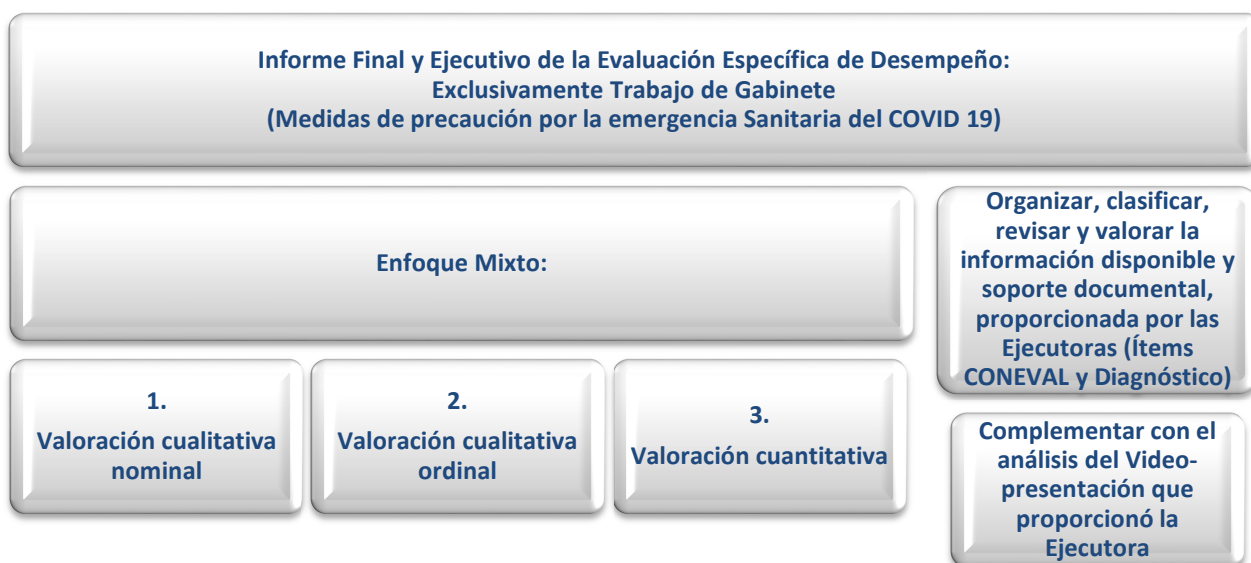 Informe Final y Ejecutivo de la Evaluación Específica de Desempeño:
Exclusivamente Trabajo de Gabinete
(Medidas de precaución por la emergencia Sanitaria del COVID 19)
Enfoque Mixto:
1.
Valoración cualitativa
nominal
2.
Valoración cualitativa
ordinal
3.
Valoración cuantitativa
Organizar, clasificar,
revisar y valorar la
información disponible y
soporte documental,
proporcionada por las
Ejecutoras (Ítems
CONEVAL y Diagnóstico)
Complementar con el
análisis del Video-
presentación que
proporcionó la
Ejecutora